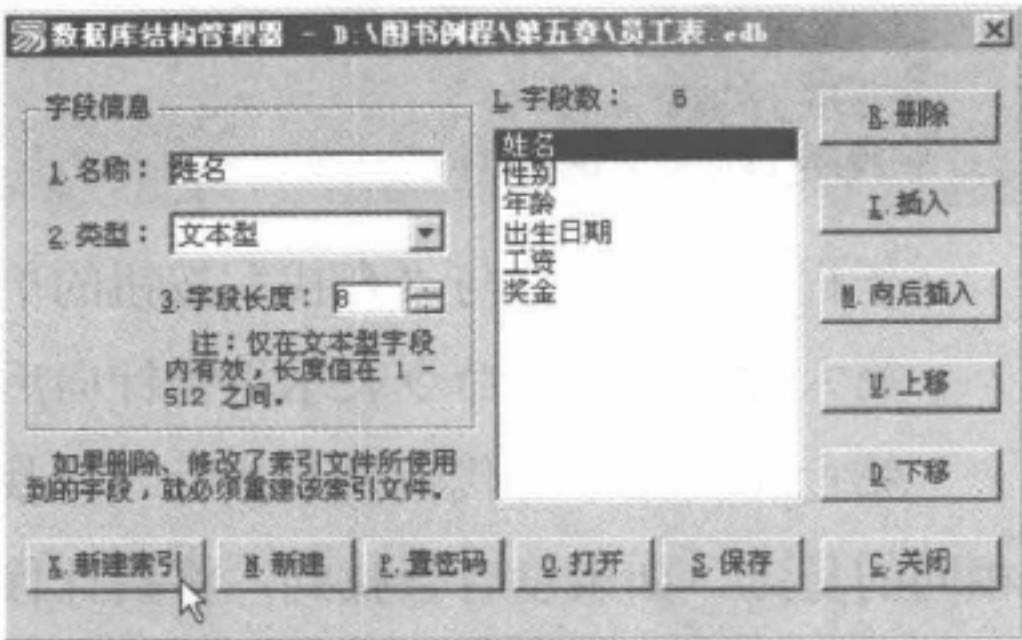 数据库结构管理器 - D:\图书例程\第五章\员工表.edb
字段信息
1.名称：姓名
2.类型：文本型
3.字段长度：8
注：仅在文本型字段
内有效，长度值在 1 -
512 之间。
如果删除、修改了索引文件所使用
到的字段，就必须重建该索引文件。
L.字段数： 6
姓名
性别
年龄
出生日期
工资
奖金
R.删除
I.插入
M.向后插入
U.上移
D.下移
X.新建索引
N.新建
P.置密码
O.打开
S.保存
C.关闭